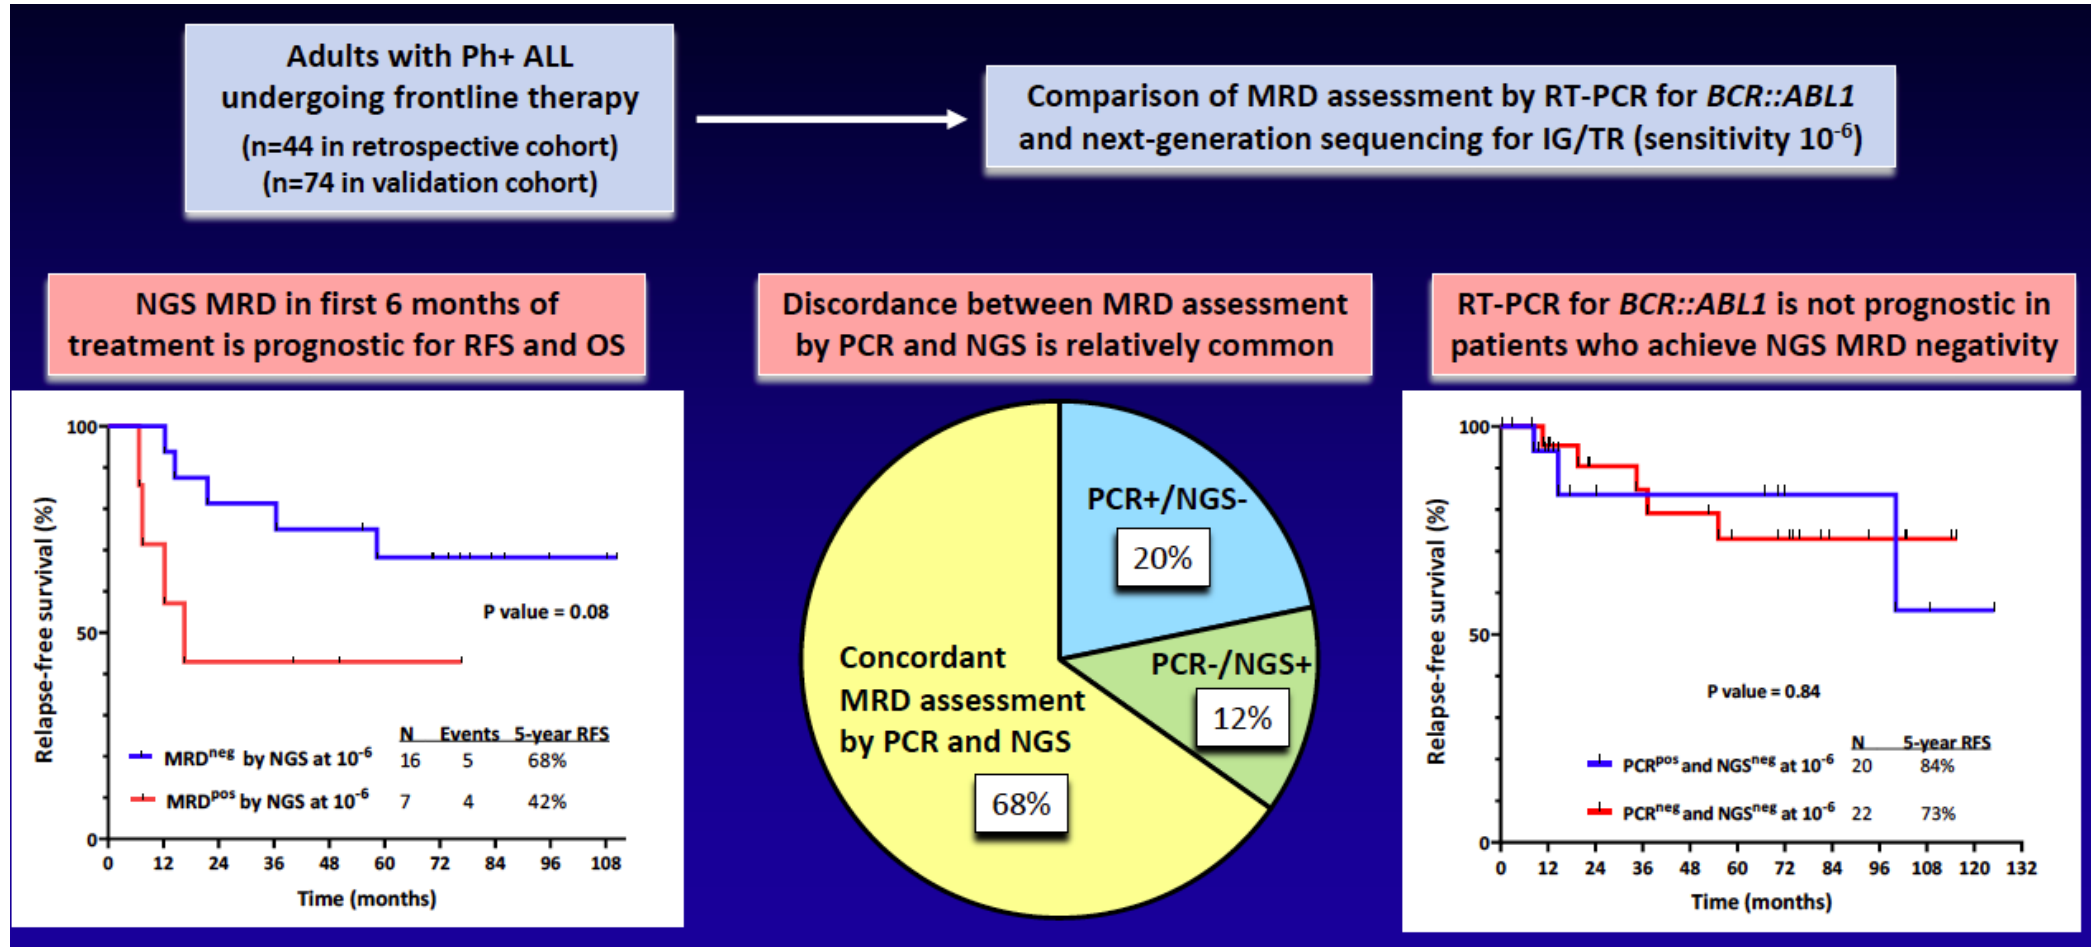 Adults with Ph+ ALL
undergoing frontline therapy
(n=44 in retrospective cohort)
(n=74 in validation cohort)
Comparison of MRD assessment by RT-PCR for BCR::ABL1
and next-generation sequencing for IG/TR (sensitivity 10-6)
NGS MRD in first 6 months of
treatment is prognostic for RFS and OS
Relapse-free survival (%)
100
50
0
P value = 0.08
N Events 5-year RFS
MRDneg by NGS at 10-6 16 5 68%
MRDpos by NGS at 10-6 7 4 42%
0 12 24 36 48 60 72 84 96 108
Time (months)
Discordance between MRD assessment
by PCR and NGS is relatively common
PCR+/NGS-
20%
PCR-/NGS+
12%
Concordant
MRD assessment
by PCR and NGS
68%
RT-PCR for BCR::ABL1 is not prognostic in
patients who achieve NGS MRD negativity
Relapse-free survival (%)
100
50
0
P value = 0.84
N 5-year RFS
PCRpos and NGSneg at 10-6 20 84%
PCRneg and NGSneg at 10-6 22 73%
0 12 24 36 48 60 72 84 96 108 120 132
Time (months)